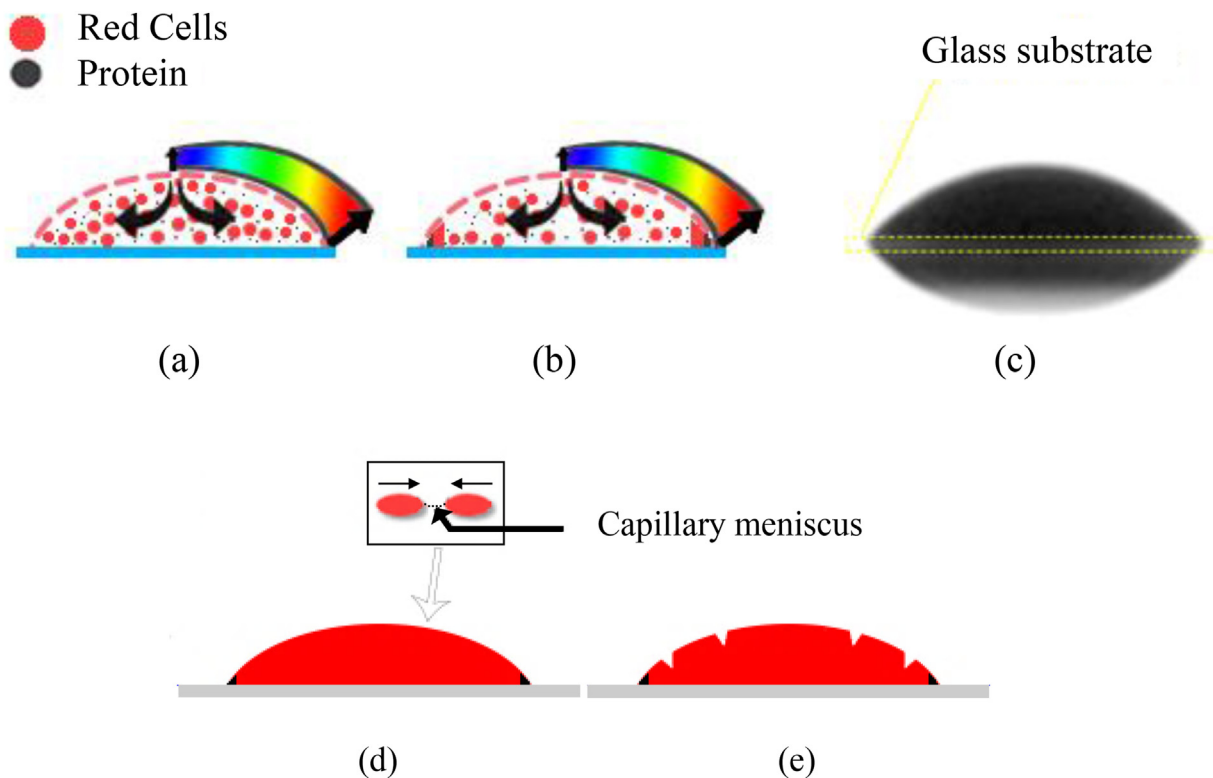 Red Cells
Protein
Glass substrate
(a)
(b)
(c)
Capillary meniscus
(d)
(e)